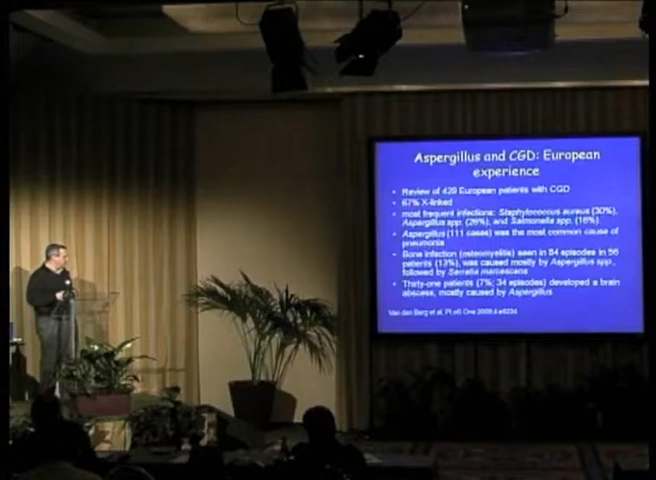 Aspergillus and CGD: European
experience
• Review of 429 European patients with CGD
• 67% X-linked
• most frequent infections: Staphylococcus aureus (30%),
Aspergillus spp. (26%), and Salmonella spp. (16%)
• Aspergillus (111 cases) was the most common cause of
pneumonia
• Bone infection (osteomyelitis) seen in 84 episodes in 56
patients (13%), was caused mostly by Aspergillus spp.,
followed by Serratia marcescens
• Thirty-one patients (7%; 34 episodes) developed a brain
abscess, mostly caused by Aspergillus
Van den Berg et al, PLoS One 2009;4:e5234